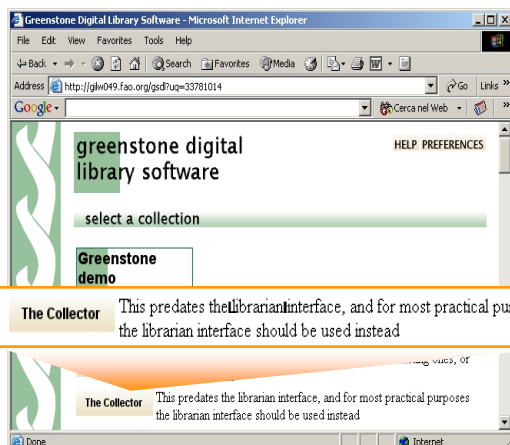 Greenstone Digital Library Software - Microsoft Internet Explorer
File Edit View Favorites Tools Help
Back Search Favorites Media
Address http://gilw049.fao.org/gsdl?uq=33781014 Go Links »
Google Cerca nel Web »
greenstone digital
library software
HELP PREFERENCES
select a collection
Greenstone
demo
The Collector
This predates the librarian interface, and for most practical pu
the librarian interface should be used instead
ones, or
The Collector
This predates the librarian interface, and for most practical purposes
the librarian interface should be used instead
Done Internet